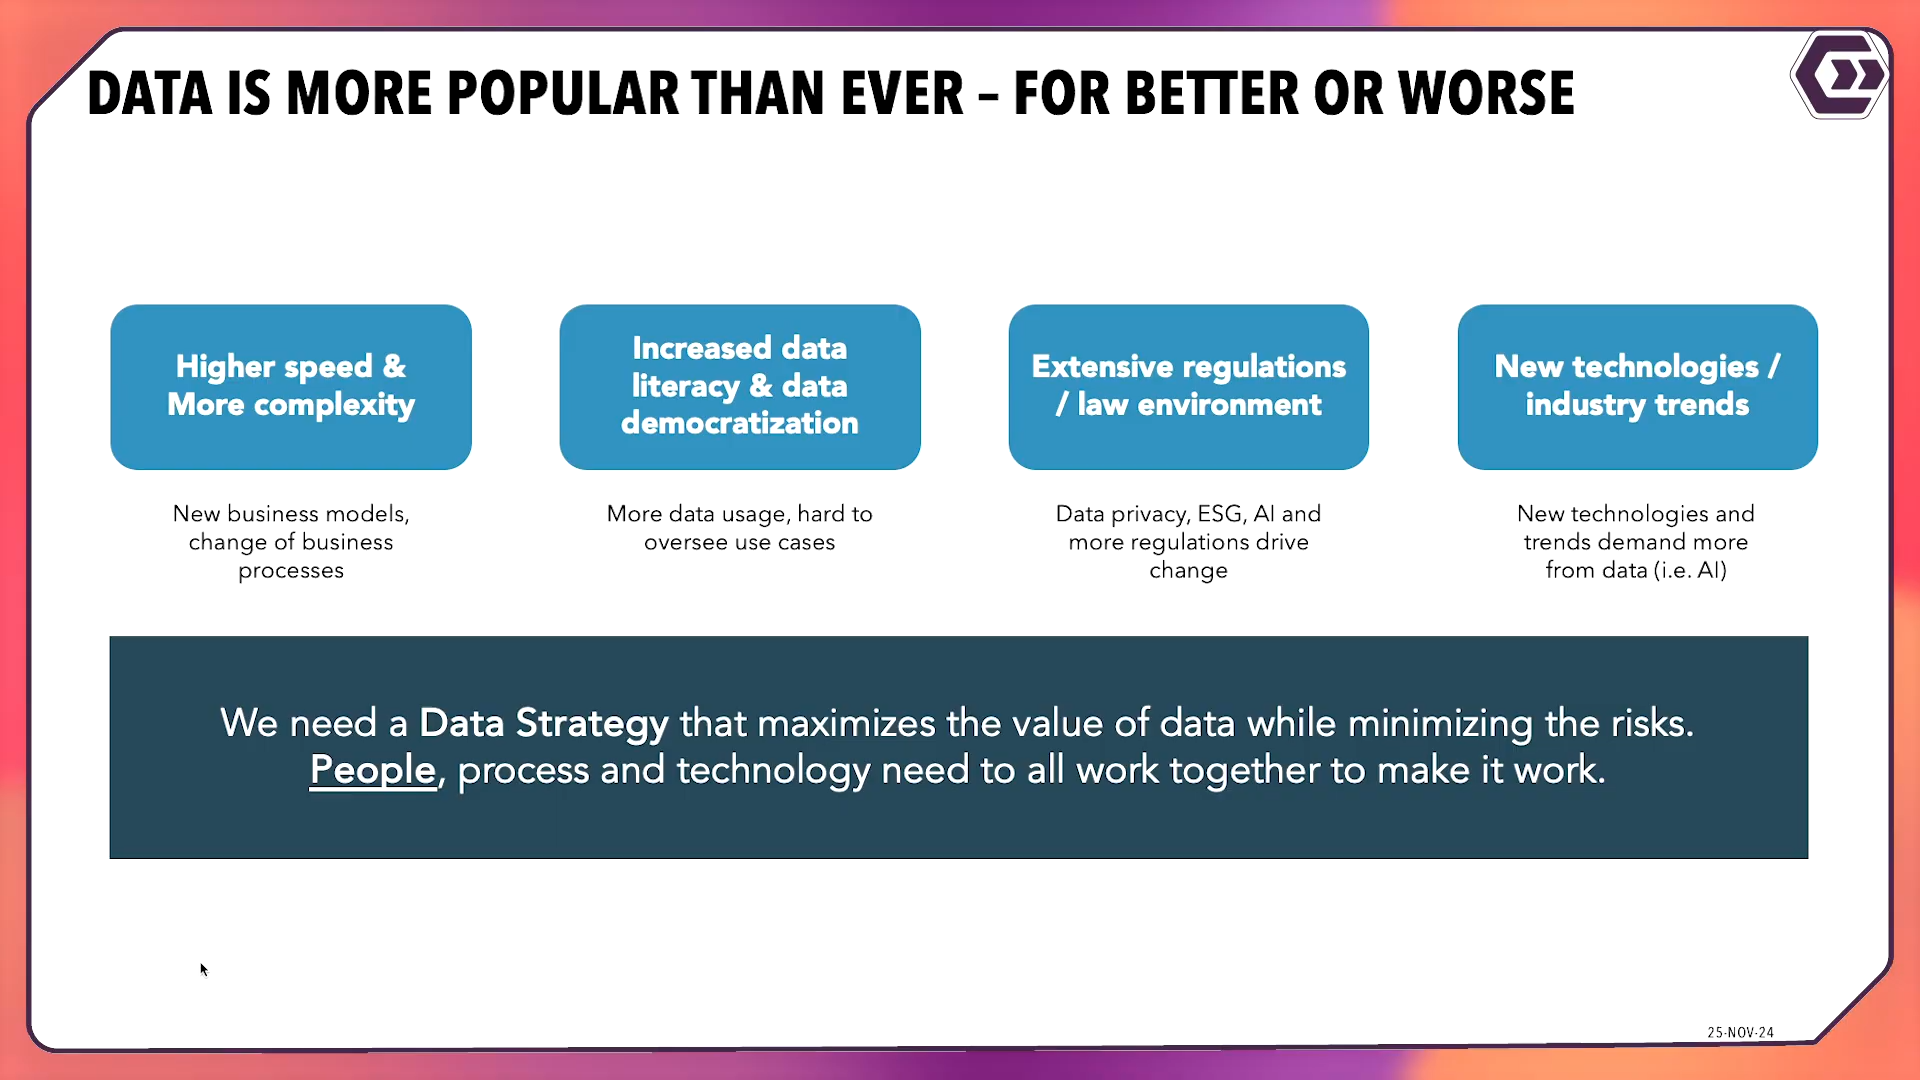 DATA IS MORE POPULAR THAN EVER – FOR BETTER OR WORSE
Higher speed &
More complexity
New business models,
change of business
processes
Increased data
literacy & data
democratization
More data usage, hard to
oversee use cases
Extensive regulations
/ law environment
Data privacy, ESG, AI and
more regulations drive
change
New technologies /
industry trends
New technologies and
trends demand more
from data (i.e. AI)
We need a Data Strategy that maximizes the value of data while minimizing the risks.
People, process and technology need to all work together to make it work.
25-NOV-24